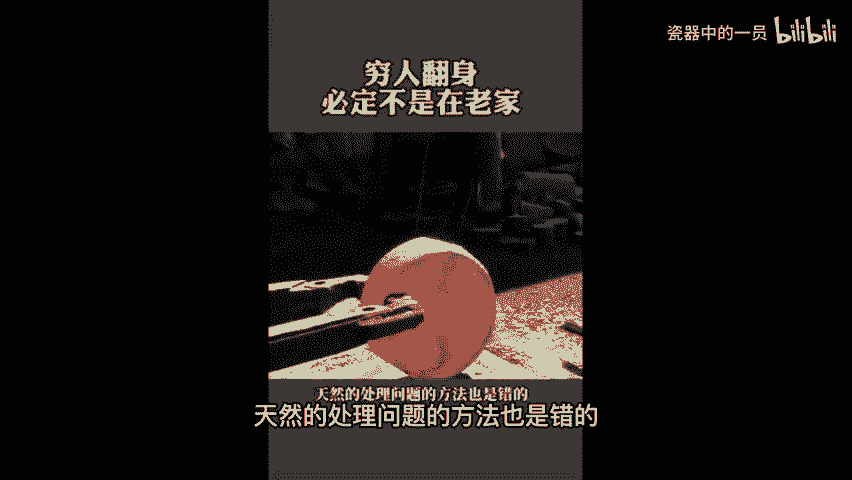 瓷器中的一员 bilibili
穷人翻身
必定不是在老家
天然的处理问题的方法也是错的
天然的处理问题的方法也是错的